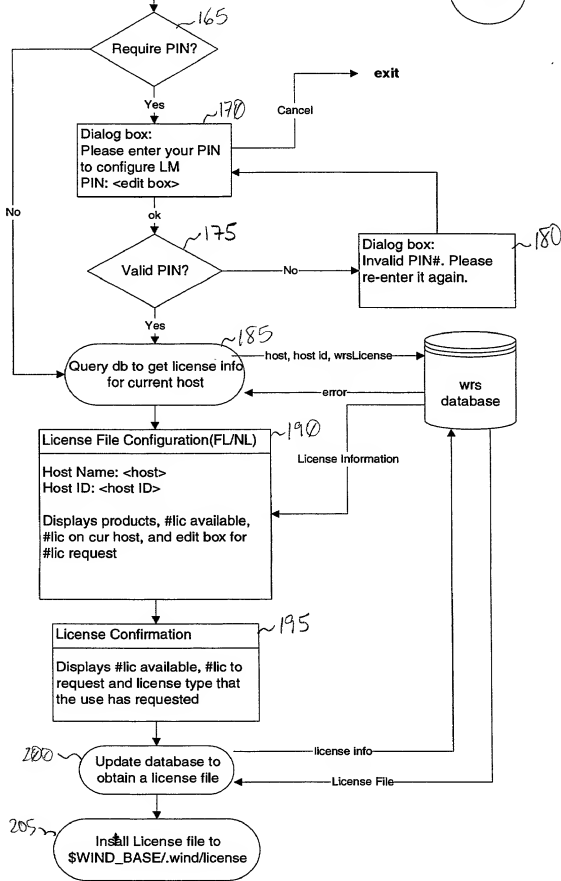 165
Require PIN?
exit
Yes
Cancel
170
Dialog box:
Please enter your PIN
to configure LM
PIN: <edit box>
No
ok
175
Valid PIN?
No
180
Dialog box:
Invalid PIN#. Please
re-enter it again.
Yes
185
Query db to get license info
for current host
host, host id, wrsLicense
error
wrs
database
190
License File Configuration(FL/NL)
Host Name: <host>
Host ID: <host ID>
Displays products, #lic available,
#lic on cur host, and edit box for
#lic request
License Information
195
License Confirmation
Displays #lic available, #lic to
request and license type that
the use has requested
200
Update database to
obtain a license file
license info
License File
205
Install License file to
$WIND_BASE/.wind/license